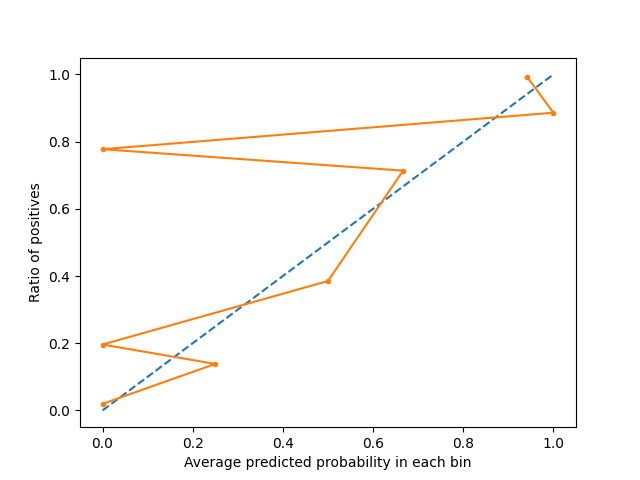 1.0
0.8
0.6
0.4
0.2
0.0
Ratio of positives
0.0 0.2 0.4 0.6 0.8 1.0
Average predicted probability in each bin